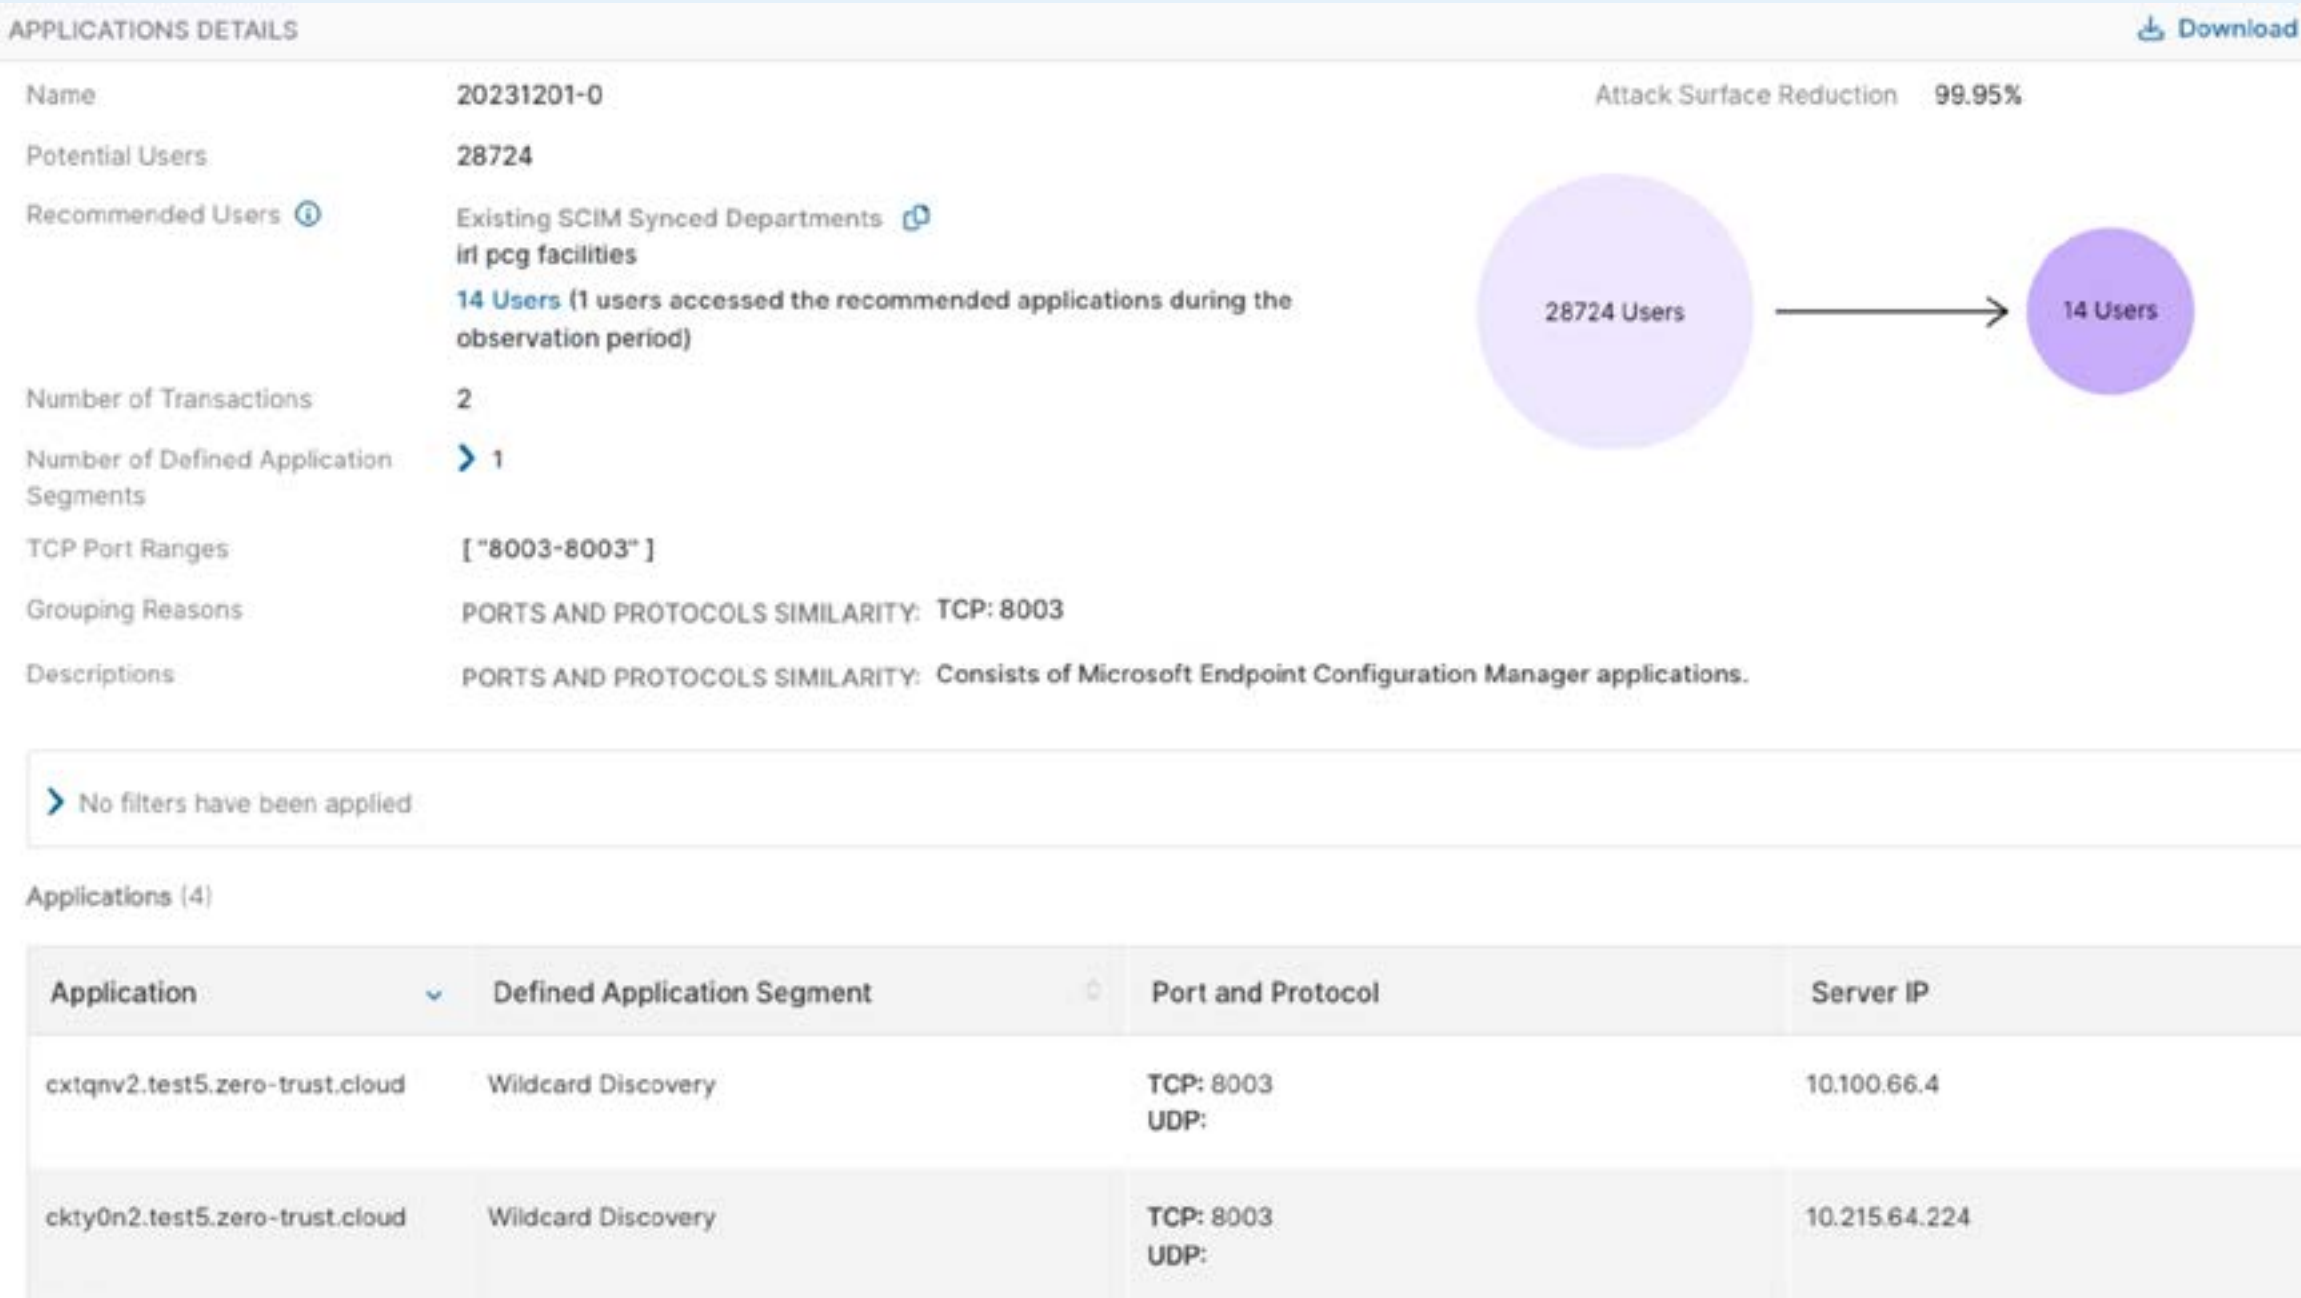 APPLICATIONS DETAILS
Download
Name 20231201-0
Attack Surface Reduction 99.95%
Potential Users 28724
Recommended Users
Existing SCIM Synced Departments
irl pcg facilities
14 Users (1 users accessed the recommended applications during the
observation period)
28724 Users
14 Users
Number of Transactions 2
Number of Defined Application
Segments
1
TCP Port Ranges [ "8003-8003" ]
Grouping Reasons PORTS AND PROTOCOLS SIMILARITY: TCP: 8003
Descriptions PORTS AND PROTOCOLS SIMILARITY: Consists of Microsoft Endpoint Configuration Manager applications.
No filters have been applied
Applications (4)
Application Defined Application Segment Port and Protocol Server IP
cxtqnv2.test5.zero-trust.cloud Wildcard Discovery TCP: 8003 10.100.66.4
UDP:
ckty0n2.test5.zero-trust.cloud Wildcard Discovery TCP: 8003 10.215.64.224
UDP: